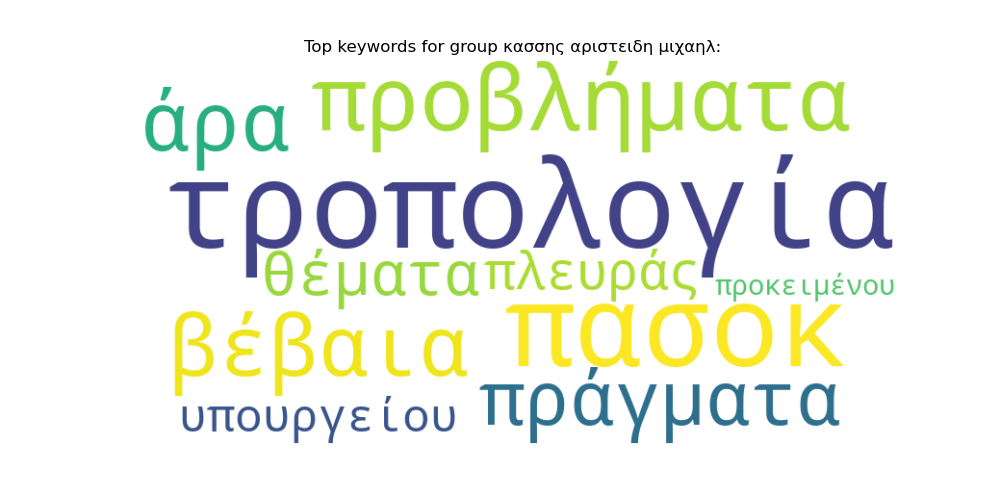 Top keywords for group κασσης αριστειδη μιχαηλ:
άρα προβλήματα
τροπολογία
θέματα πλευράς προκειμένου
βέβαια πασοκ
υπουργείου πράγματα